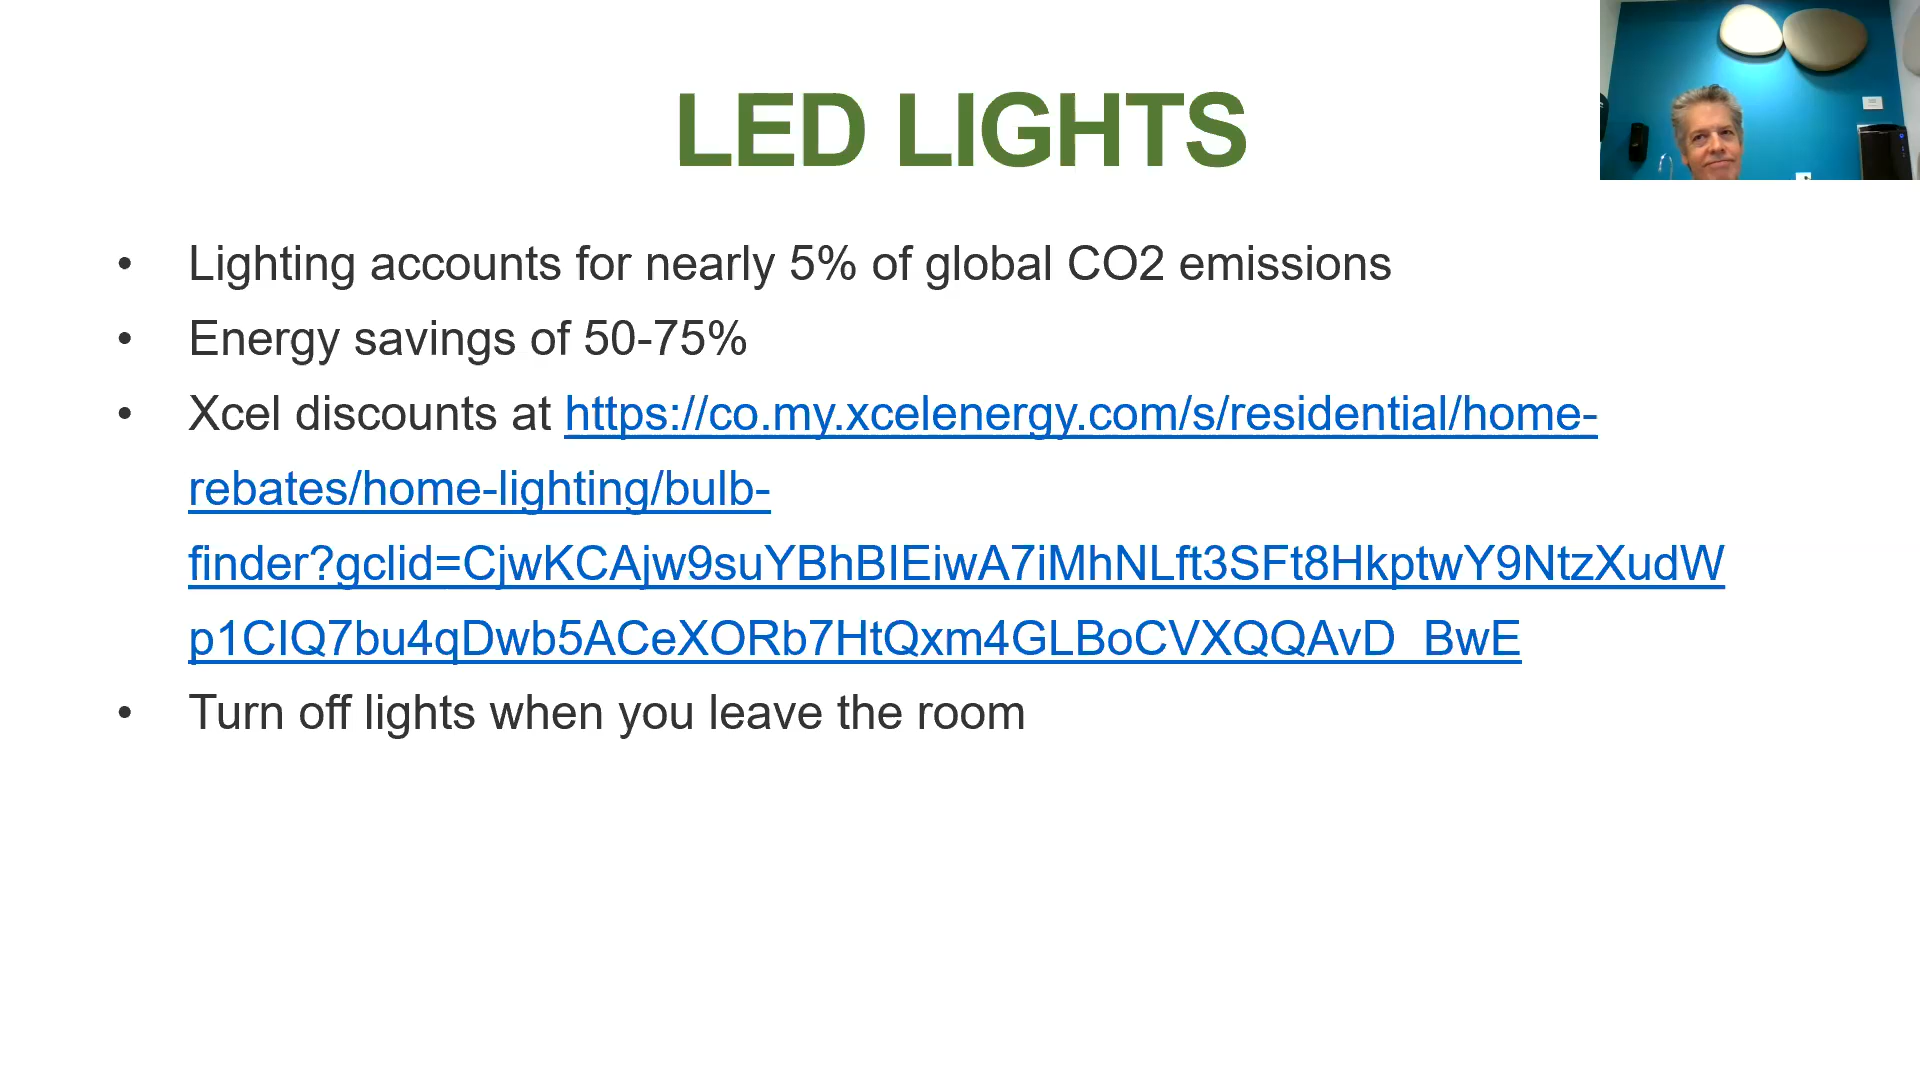 LED LIGHTS
• Lighting accounts for nearly 5% of global CO2 emissions
• Energy savings of 50-75%
• Xcel discounts at https://co.my.xcelenergy.com/s/residential/home-
rebates/home-lighting/bulb-
finder?gclid=CjwKCAjw9suYBhBIEiwA7iMhNLft3SFt8HkptwY9NtzXudW
p1CIQ7bu4qDwb5ACeXORb7HtQxm4GLBoCVXQQAvD_BwE
• Turn off lights when you leave the room